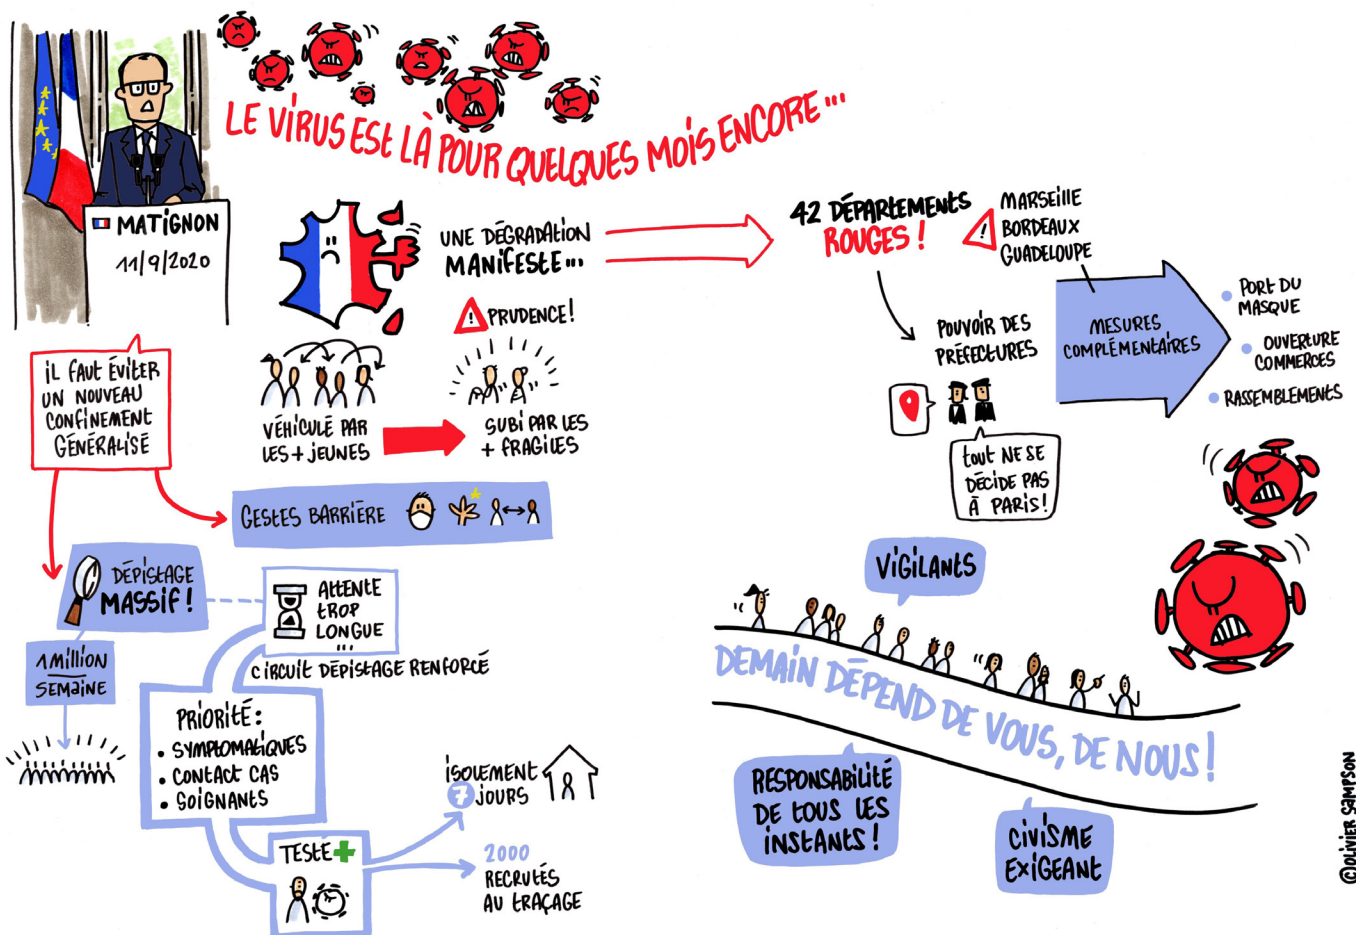 LE VIRUS EST LÀ POUR QUELQUES MOIS ENCORE...
MATIGNON
11/9/2020
IL FAUT ÉVITER
UN NOUVEAU
CONFINEMENT
GÉNÉRALISÉ
UNE DÉGRADATION
MANIFESTE...
! PRUDENCE!
VÉHICULÉ PAR
LES + JEUNES
SUBI PAR LES
+ FRAGILES
42 DÉPARTEMENTS
ROUGES !
!
MARSEILLE
BORDEAUX
GUADELOUPE
POUVOIR DES
PRÉFECTURES
TOUT NE SE
DÉCIDE PAS
À PARIS!
MESURES
COMPLÉMENTAIRES
• PORT DU
MASQUE
• OUVERTURE
COMMERCES
• RASSEMBLEMENTS
GESTES BARRIÈRE
DÉPISTAGE
MASSIF!
1 MILLION
SEMAINE
ATTENTE
TROP
LONGUE
...
CIRCUIT DÉPISTAGE RENFORCÉ
PRIORITÉ:
• SYMPTOMATIQUES
• CONTACT CAS
• SOIGNANTS
TESTÉ +
ISOLEMENT
7 JOURS
2000
RECRUTÉS
AU TRAÇAGE
VIGILANTS
DEMAIN DÉPEND DE VOUS, DE NOUS!
RESPONSABILITÉ
DE TOUS LES
INSTANTS!
CIVISME
EXIGEANT
©OLIVIER SAMPSON